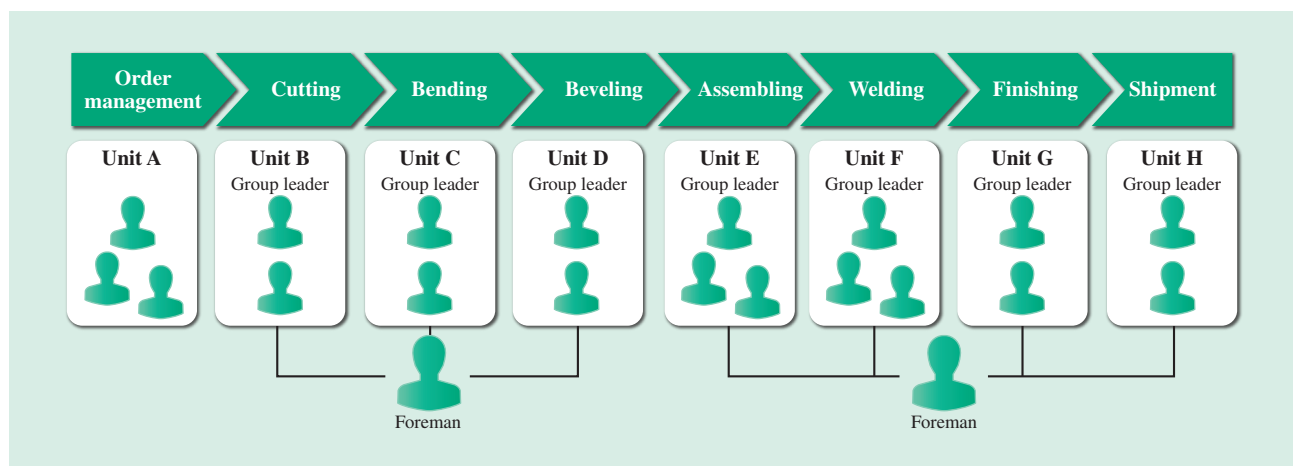 Order
management
Cutting
Bending
Beveling
Assembling
Welding
Finishing
Shipment
Unit A
Unit B
Group leader
Unit C
Group leader
Unit D
Group leader
Unit E
Group leader
Unit F
Group leader
Unit G
Group leader
Unit H
Group leader
Foreman
Foreman